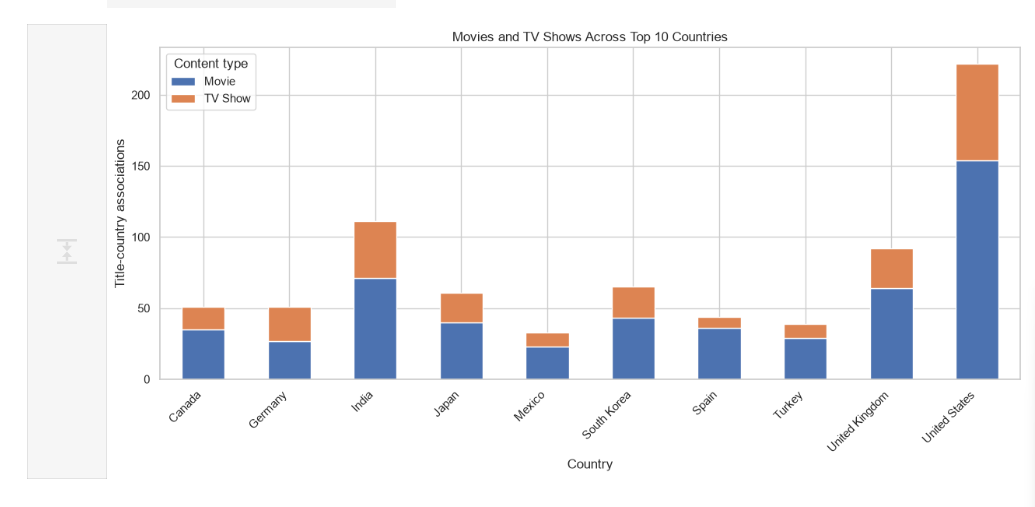 Movies and TV Shows Across Top 10 Countries
Content type
Movie
TV Show
Title-country associations
200
150
100
50
0
Canada
Germany
India
Japan
Mexico
South Korea
Spain
Turkey
United Kingdom
United States
Country